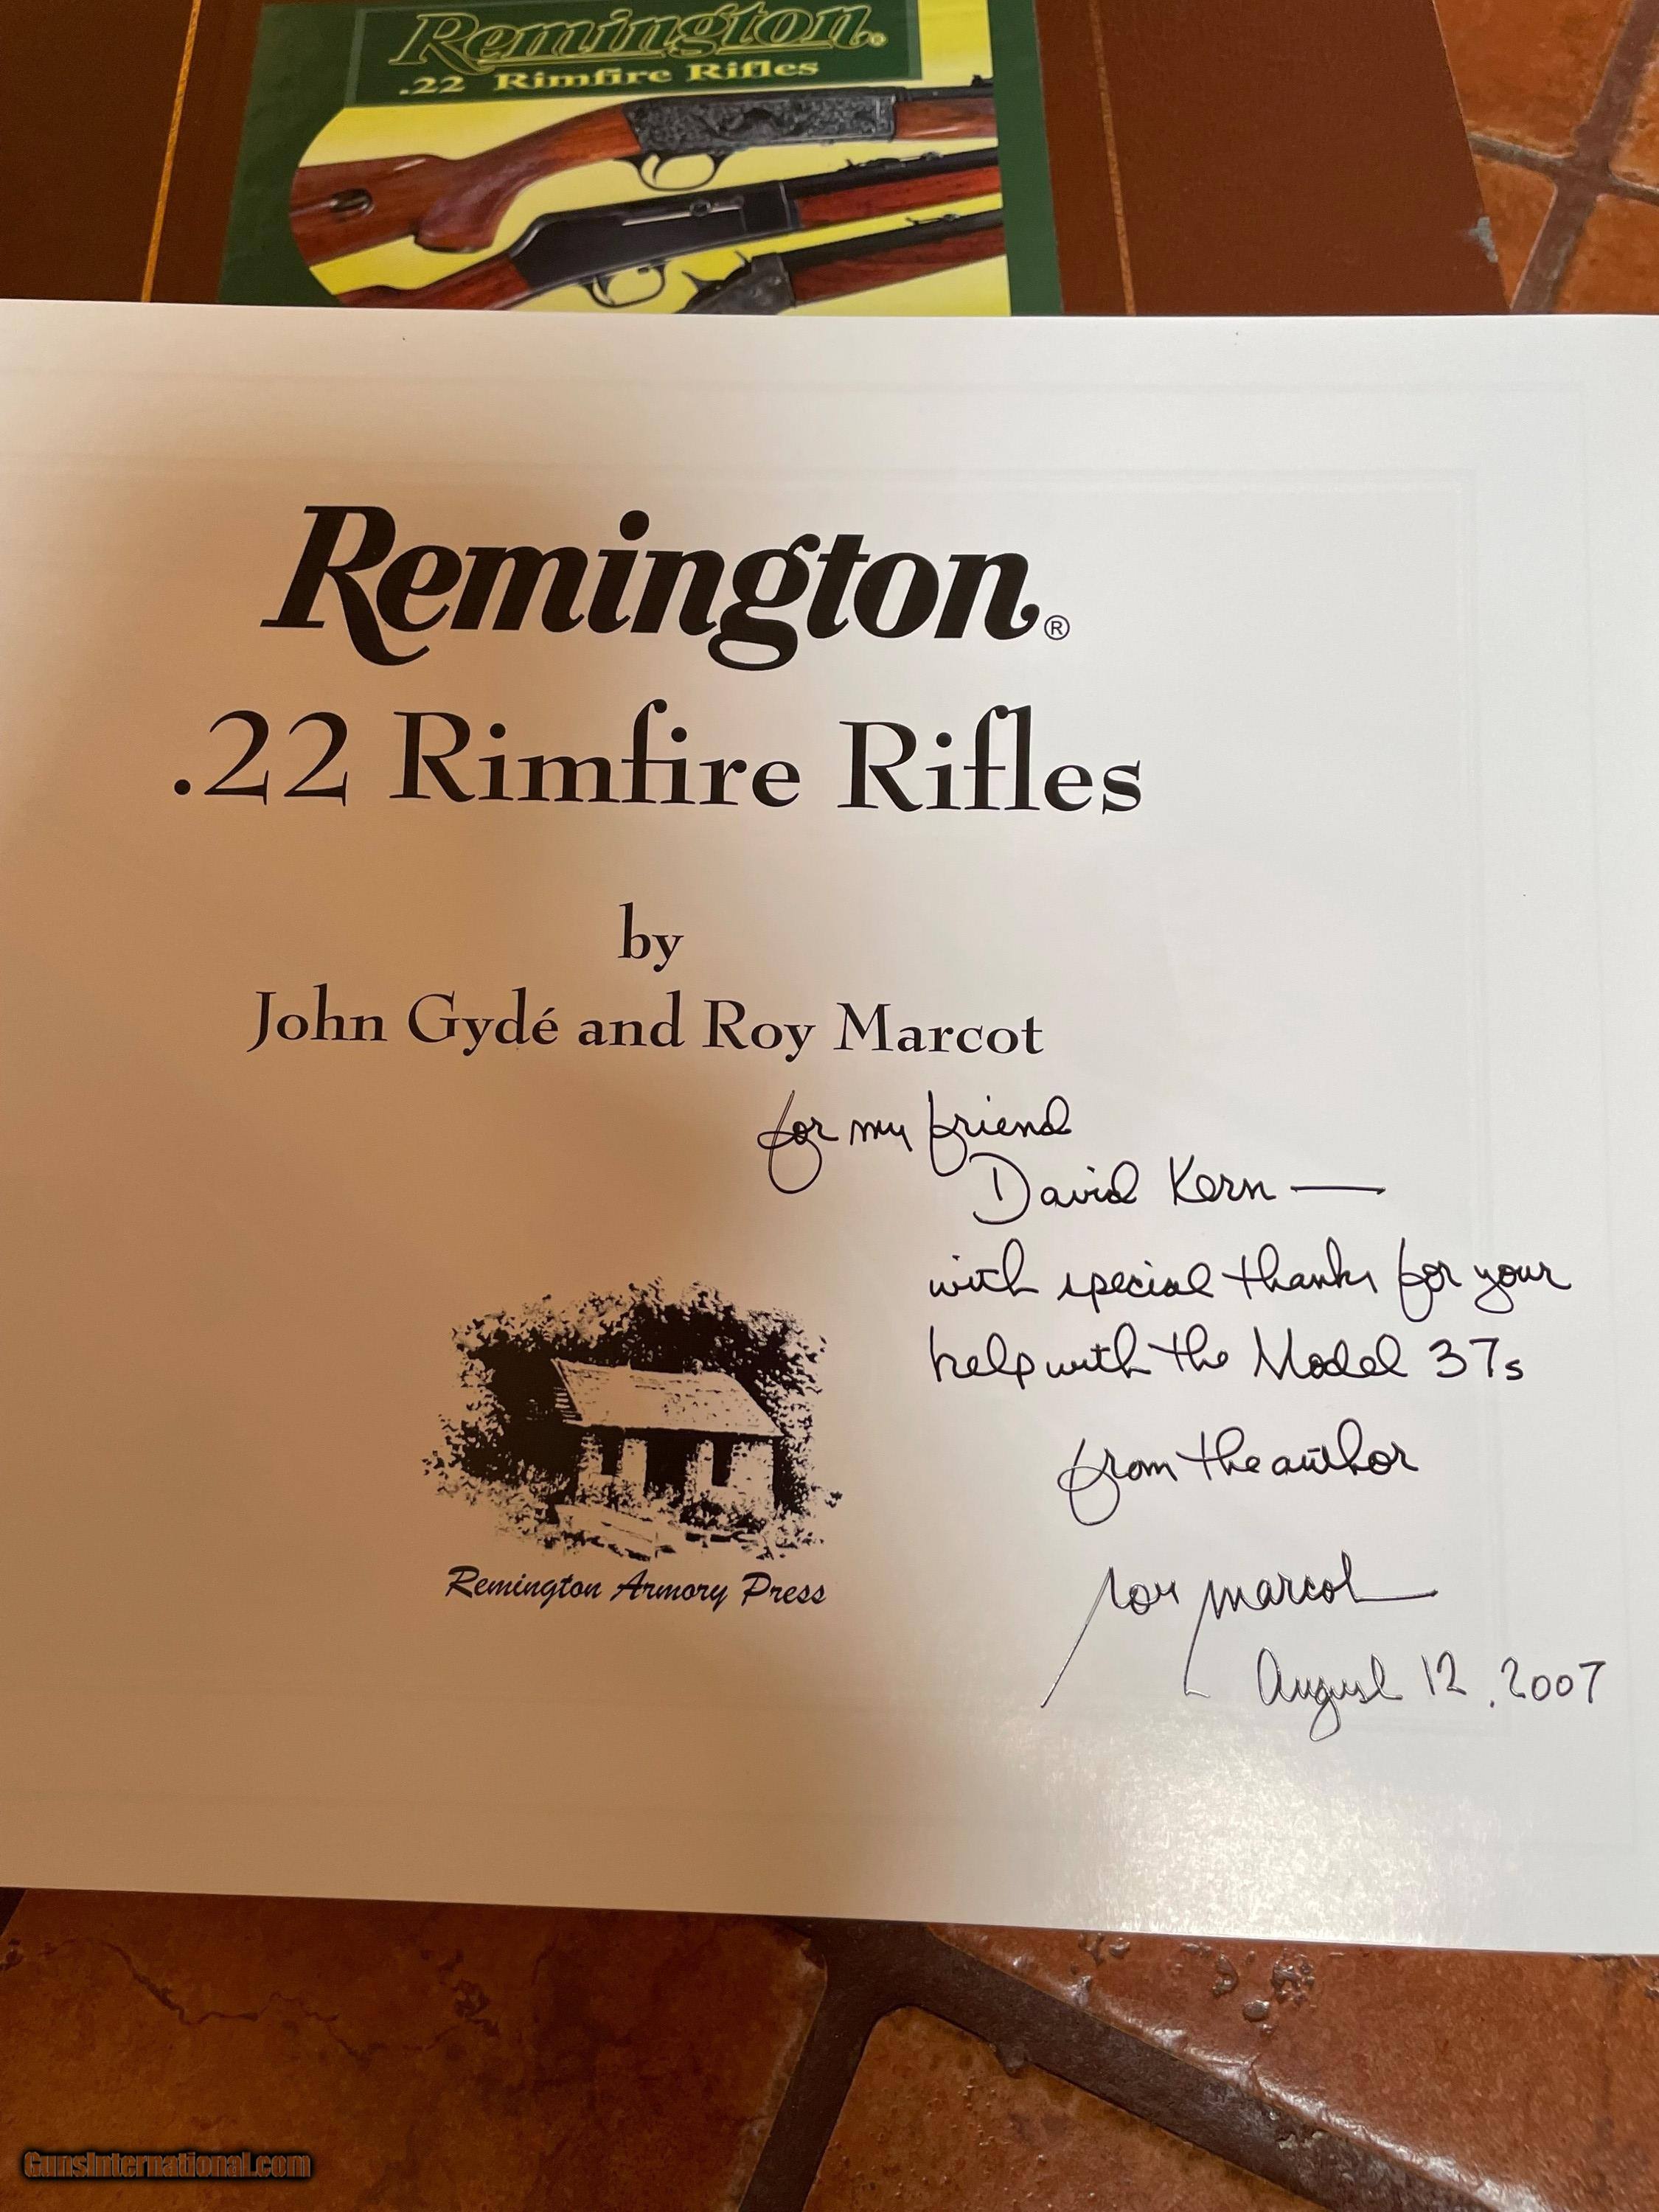 Remington®
.22 Rimfire Rifles
Remington®
.22 Rimfire Rifles
by
John Gydé and Roy Marcot
for my friend
David Kern —
with special thanks for your
help with the Model 37s
from the author
Roy Marcot
August 12, 2007
Remington Armory Press
GunsInternational.com